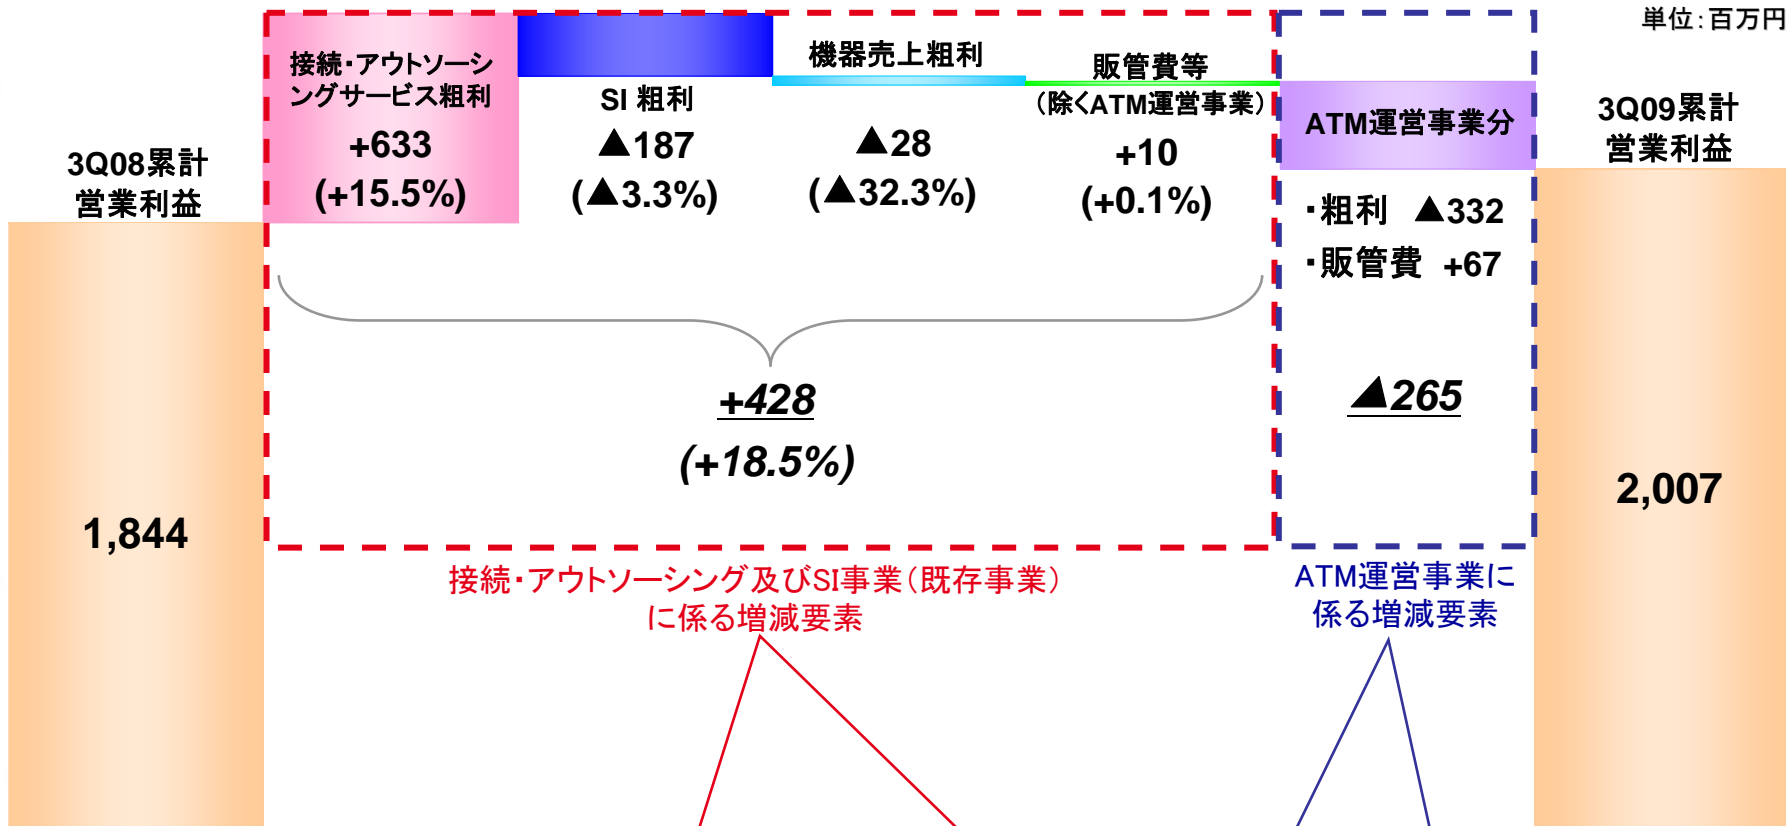 単位：百万円
3Q08累計
営業利益
1,844
接続・アウトソーシ
ングサービス粗利
+633
(+15.5%)
SI 粗利
▲187
(▲3.3%)
機器売上粗利
▲28
(▲32.3%)
販管費等
（除くATM運営事業）
+10
(+0.1%)
+428
(+18.5%)
接続・アウトソーシング及びSI事業（既存事業）
に係る増減要素
ATM運営事業分
・粗利 ▲332
・販管費 +67
▲265
ATM運営事業に
係る増減要素
3Q09累計
営業利益
2,007